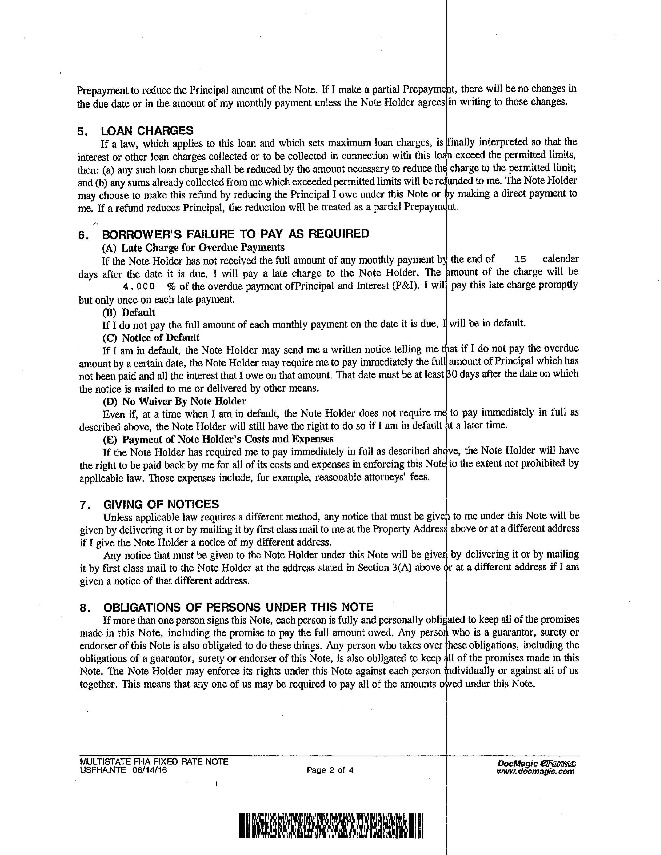 Prepayment to reduce the Principal amount of the Note. If I make a partial Prepayment, there will be no changes in
the due date or in the amount of my monthly payment unless the Note Holder agrees in writing to those changes.
5. LOAN CHARGES
If a law, which applies to this loan and which sets maximum loan charges, is finally interpreted so that the
interest or other loan charges collected or to be collected in connection with this loan exceed the permitted limits,
then: (a) any such loan charge shall be reduced by the amount necessary to reduce the charge to the permitted limit;
and (b) any sums already collected from me which exceeded permitted limits will be refunded to me. The Note Holder
may choose to make this refund by reducing the Principal I owe under this Note or by making a direct payment to
me. If a refund reduces Principal, the reduction will be treated as a partial Prepayment.
6. BORROWER'S FAILURE TO PAY AS REQUIRED
(A) Late Charge for Overdue Payments
If the Note Holder has not received the full amount of any monthly payment by the end of 15 calendar
days after the date it is due, I will pay a late charge to the Note Holder. The amount of the charge will be
4.000 % of the overdue payment of Principal and Interest (P&I). I will pay this late charge promptly
but only once on each late payment.
(B) Default
If I do not pay the full amount of each monthly payment on the date it is due, I will be in default.
(C) Notice of Default
If I am in default, the Note Holder may send me a written notice telling me that if I do not pay the overdue
amount by a certain date, the Note Holder may require me to pay immediately the full amount of Principal which has
not been paid and all the interest that I owe on that amount. That date must be at least 30 days after the date on which
the notice is mailed to me or delivered by other means.
(D) No Waiver By Note Holder
Even if, at a time when I am in default, the Note Holder does not require me to pay immediately in full as
described above, the Note Holder will still have the right to do so if I am in default at a later time.
(E) Payment of Note Holder's Costs and Expenses
If the Note Holder has required me to pay immediately in full as described above, the Note Holder will have
the right to be paid back by me for all of its costs and expenses in enforcing this Note to the extent not prohibited by
applicable law. Those expenses include, for example, reasonable attorneys' fees.
7. GIVING OF NOTICES
Unless applicable law requires a different method, any notice that must be given to me under this Note will be
given by delivering it or by mailing it by first class mail to me at the Property Address above or at a different address
if I give the Note Holder a notice of my different address.
Any notice that must be given to the Note Holder under this Note will be given by delivering it or by mailing
it by first class mail to the Note Holder at the address stated in Section 3(A) above or at a different address if I am
given a notice of that different address.
8. OBLIGATIONS OF PERSONS UNDER THIS NOTE
If more than one person signs this Note, each person is fully and personally obligated to keep all of the promises
made in this Note, including the promise to pay the full amount owed. Any person who is a guarantor, surety or
endorser of this Note is also obligated to do these things. Any person who takes over these obligations, including the
obligations of a guarantor, surety or endorser of this Note, is also obligated to keep all of the promises made in this
Note. The Note Holder may enforce its rights under this Note against each person individually or against all of us
together. This means that any one of us may be required to pay all of the amounts owed under this Note.
MULTISTATE FHA FIXED RATE NOTE
USFHA.NTE 06/14/16
Page 2 of 4
DocMagic eForms
www.docmagic.com